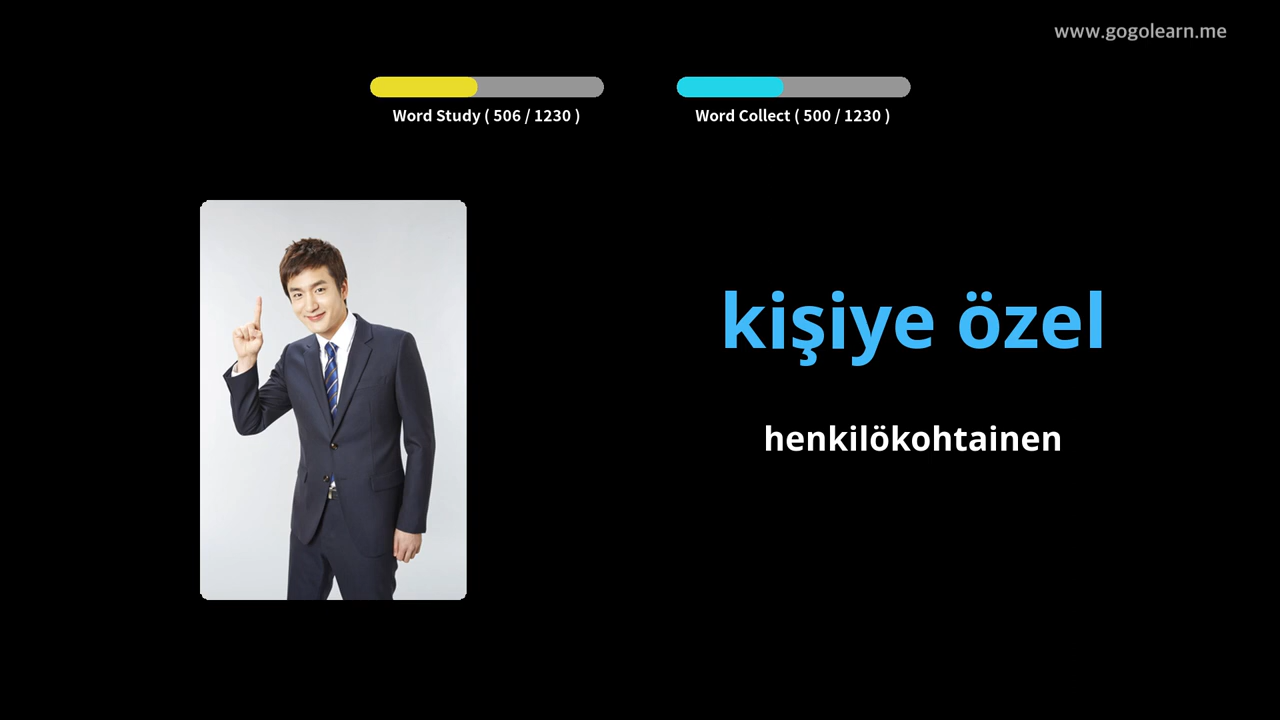 www.gogolearn.me
Word Study ( 506 / 1230 )
Word Collect ( 500 / 1230 )
kişiye özel
henkilökohtainen